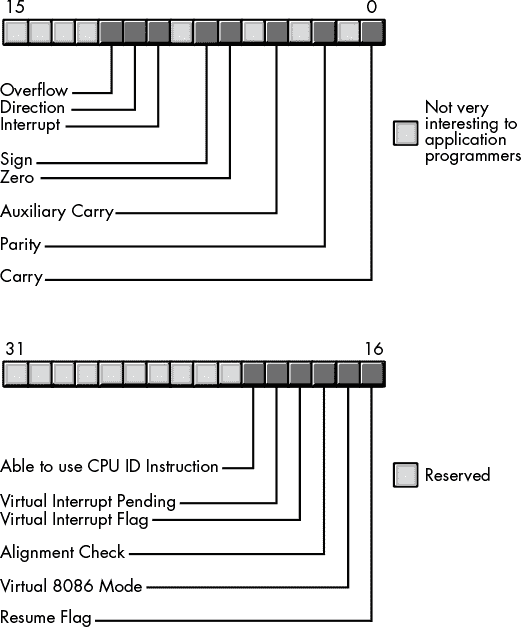 15 0
Overflow
Direction
Interrupt
Sign
Zero
Auxiliary Carry
Parity
Carry
Not very
interesting to
application
programmers
31 16
Able to use CPU ID Instruction
Virtual Interrupt Pending
Virtual Interrupt Flag
Alignment Check
Virtual 8086 Mode
Resume Flag
Reserved